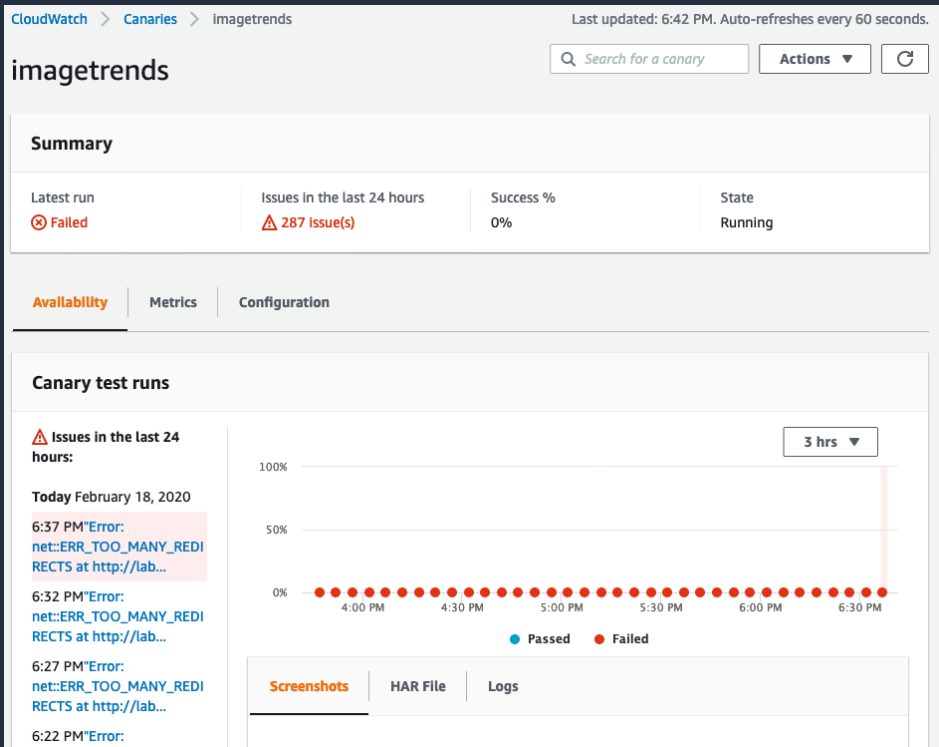 CloudWatch > Canaries > imagetrends
Last updated: 6:42 PM. Auto-refreshes every 60 seconds.
imagetrends
Search for a canary
Actions
Summary
Latest run
Failed
Issues in the last 24 hours
287 issue(s)
Success %
0%
State
Running
Availability
Metrics
Configuration
Canary test runs
Issues in the last 24
hours:
Today February 18, 2020
6:37 PM"Error:
net::ERR_TOO_MANY_REDI
RECTS at http://lab...
6:32 PM"Error:
net::ERR_TOO_MANY_REDI
RECTS at http://lab...
6:27 PM"Error:
net::ERR_TOO_MANY_REDI
RECTS at http://lab...
6:22 PM"Error:
3 hrs
100%
50%
0%
4:00 PM 4:30 PM 5:00 PM 5:30 PM 6:00 PM 6:30 PM
Passed Failed
Screenshots
HAR File
Logs